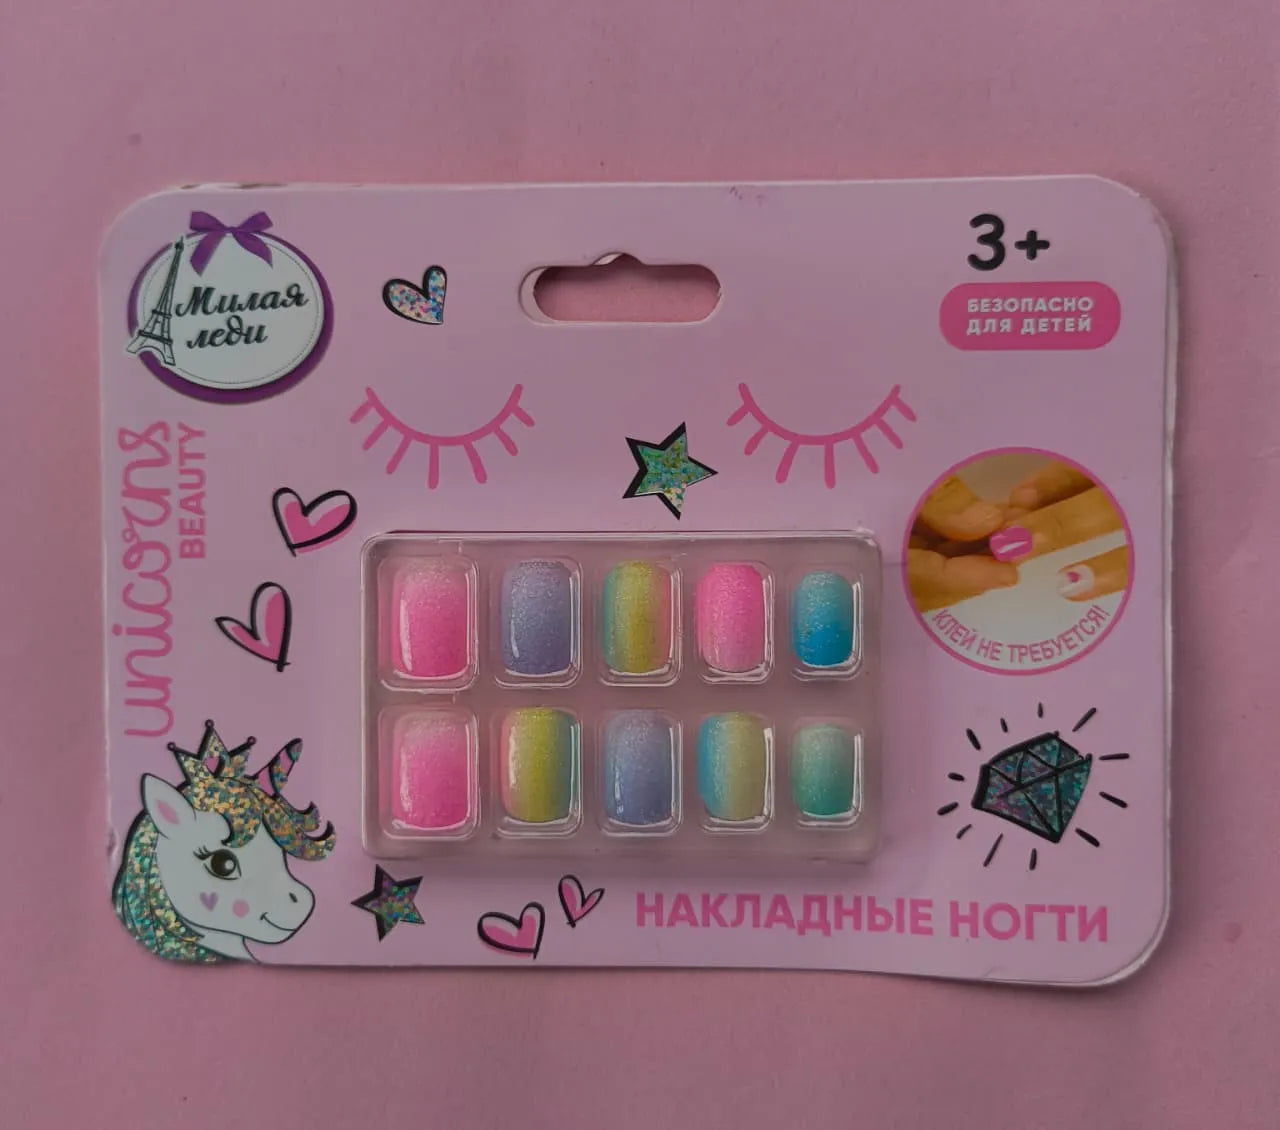 Милая
леди
3+
БЕЗОПАСНО
ДЛЯ ДЕТЕЙ
unicorns
BEAUTY
КЛЕЙ НЕ ТРЕБУЕТСЯ!
НАКЛАДНЫЕ НОГТИ